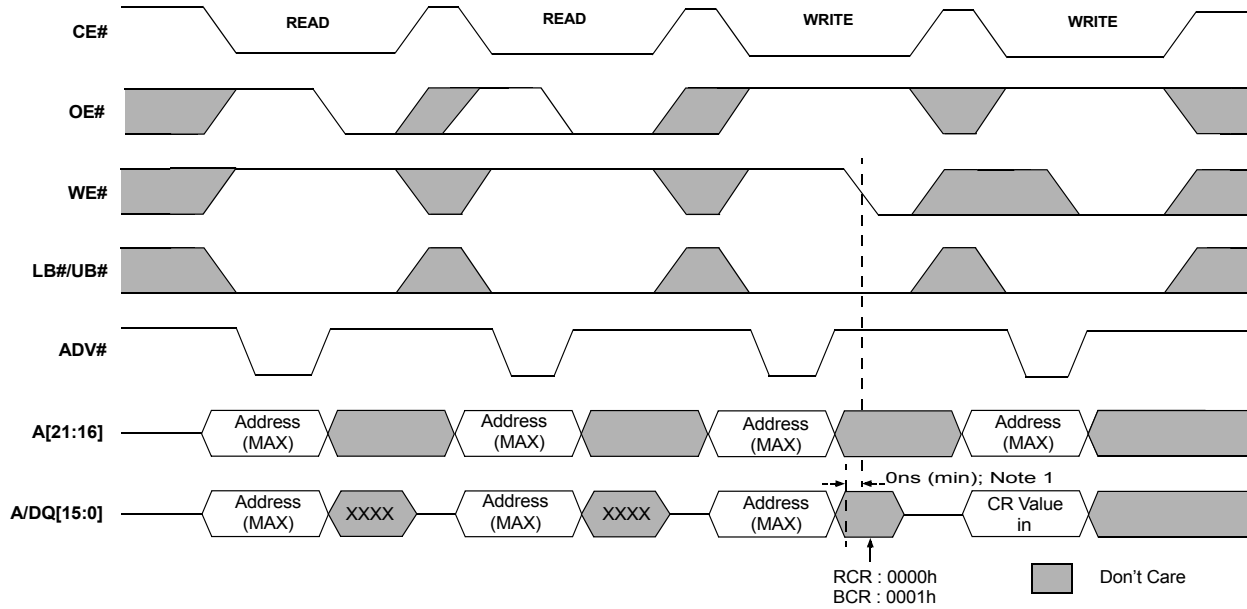 CE#
READ
READ
WRITE
WRITE
OE#
WE#
LB#/UB#
ADV#
A[21:16]
Address
(MAX)
Address
(MAX)
Address
(MAX)
Address
(MAX)
0ns (min); Note 1
A/DQ[15:0]
Address
(MAX)
XXXX
Address
(MAX)
XXXX
Address
(MAX)
CR Value
in
RCR : 0000h
BCR : 0001h
Don't Care